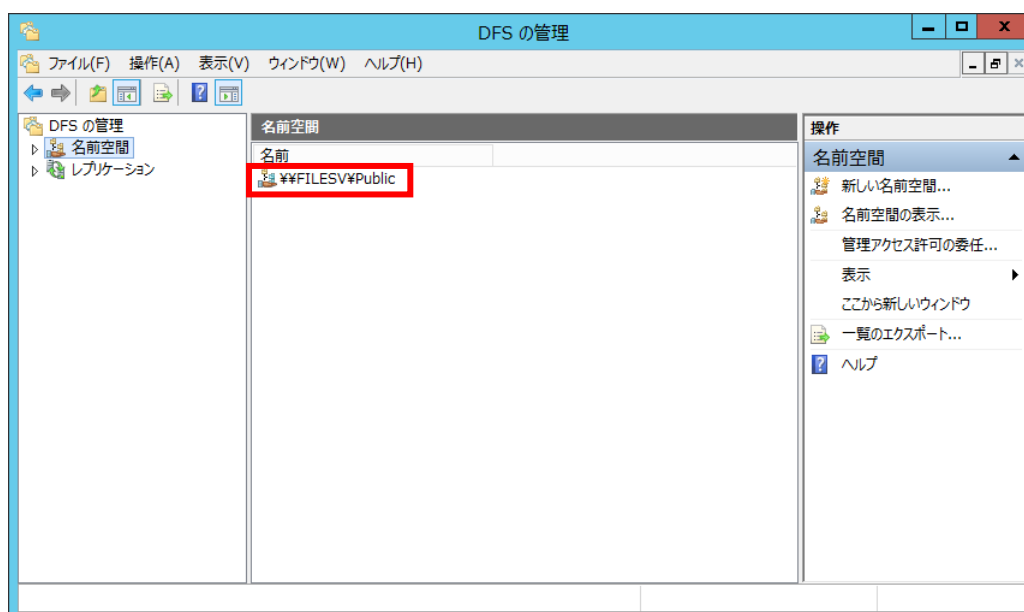 DFS の管理
ファイル(F) 操作(A) 表示(V) ウィンドウ(W) ヘルプ(H)
DFS の管理
名前空間
レプリケーション
名前空間
名前
¥¥FILESV¥Public
操作
名前空間
新しい名前空間...
名前空間の表示...
管理アクセス許可の委任...
表示
ここから新しいウィンドウ
一覧のエクスポート...
ヘルプ